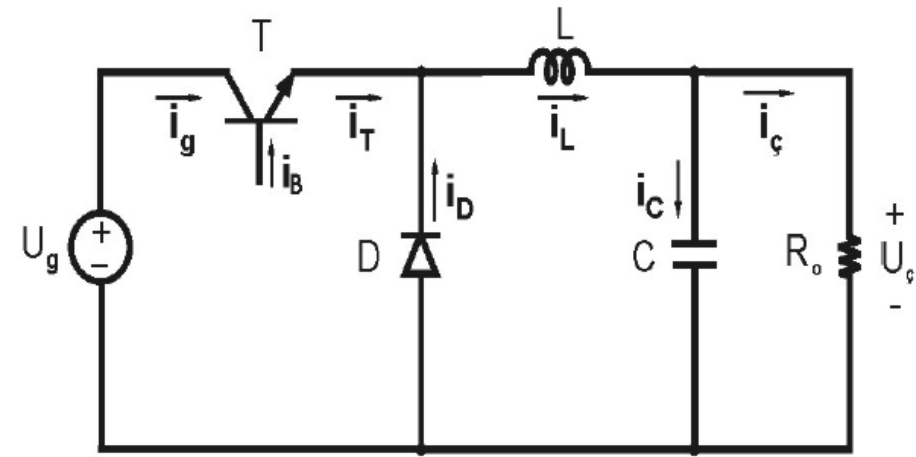 T
L
i_g
i_T
i_L
i_ç
i_B
i_D
i_C
U_g
+
-
D
C
R_o
+
U_ç
-